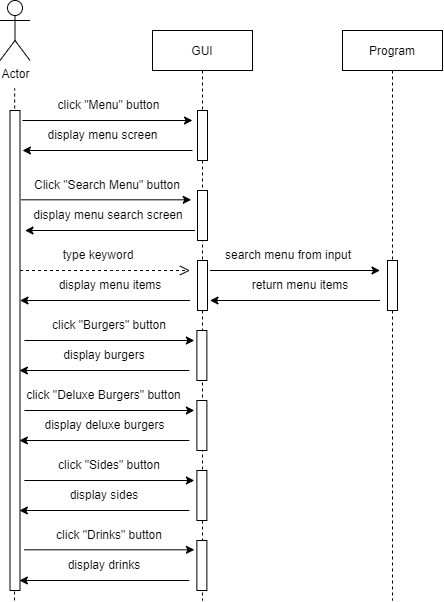 GUI
Program
Actor
click "Menu" button
display menu screen
Click "Search Menu" button
display menu search screen
type keyword
search menu from input
display menu items
return menu items
click "Burgers" button
display burgers
click "Deluxe Burgers" button
display deluxe burgers
click "Sides" button
display sides
click "Drinks" button
display drinks